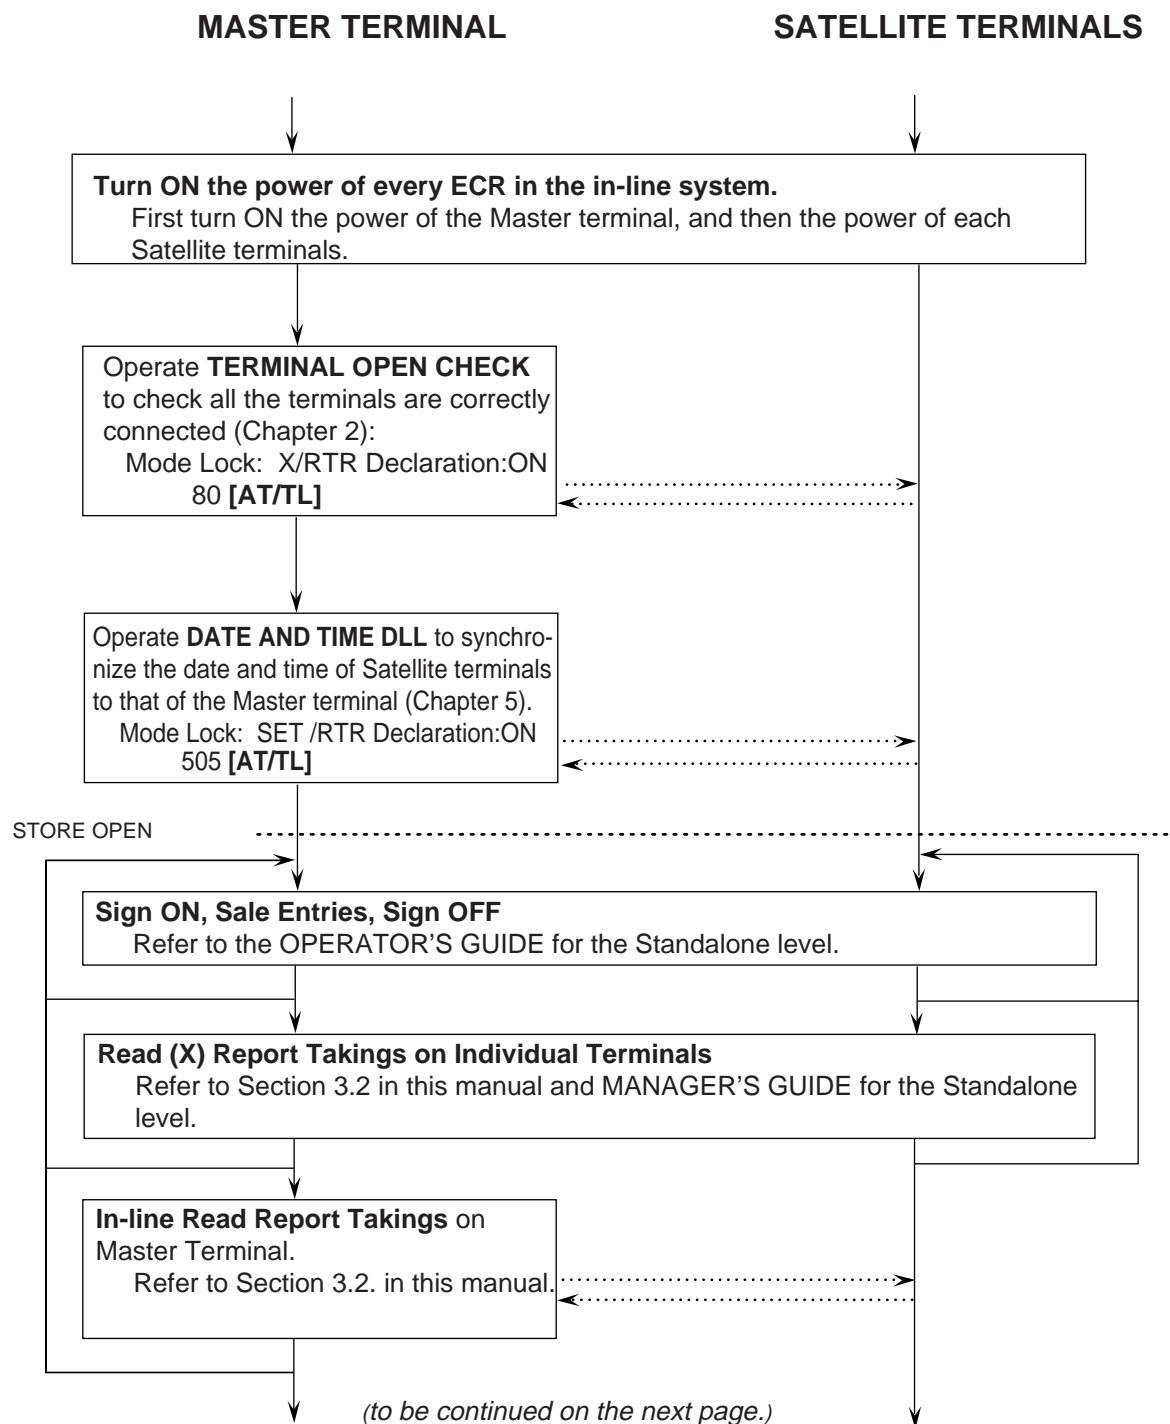 MASTER TERMINAL
SATELLITE TERMINALS
Turn ON the power of every ECR in the in-line system.
First turn ON the power of the Master terminal, and then the power of each
Satellite terminals.
Operate TERMINAL OPEN CHECK
to check all the terminals are correctly
connected (Chapter 2):
Mode Lock: X/RTR Declaration:ON
80 [AT/TL]
Operate DATE AND TIME DLL to synchro-
nize the date and time of Satellite terminals
to that of the Master terminal (Chapter 5).
Mode Lock: SET /RTR Declaration:ON
505 [AT/TL]
STORE OPEN
Sign ON, Sale Entries, Sign OFF
Refer to the OPERATOR'S GUIDE for the Standalone level.
Read (X) Report Takings on Individual Terminals
Refer to Section 3.2 in this manual and MANAGER'S GUIDE for the Standalone
level.
In-line Read Report Takings on
Master Terminal.
Refer to Section 3.2. in this manual.
(to be continued on the next page.)